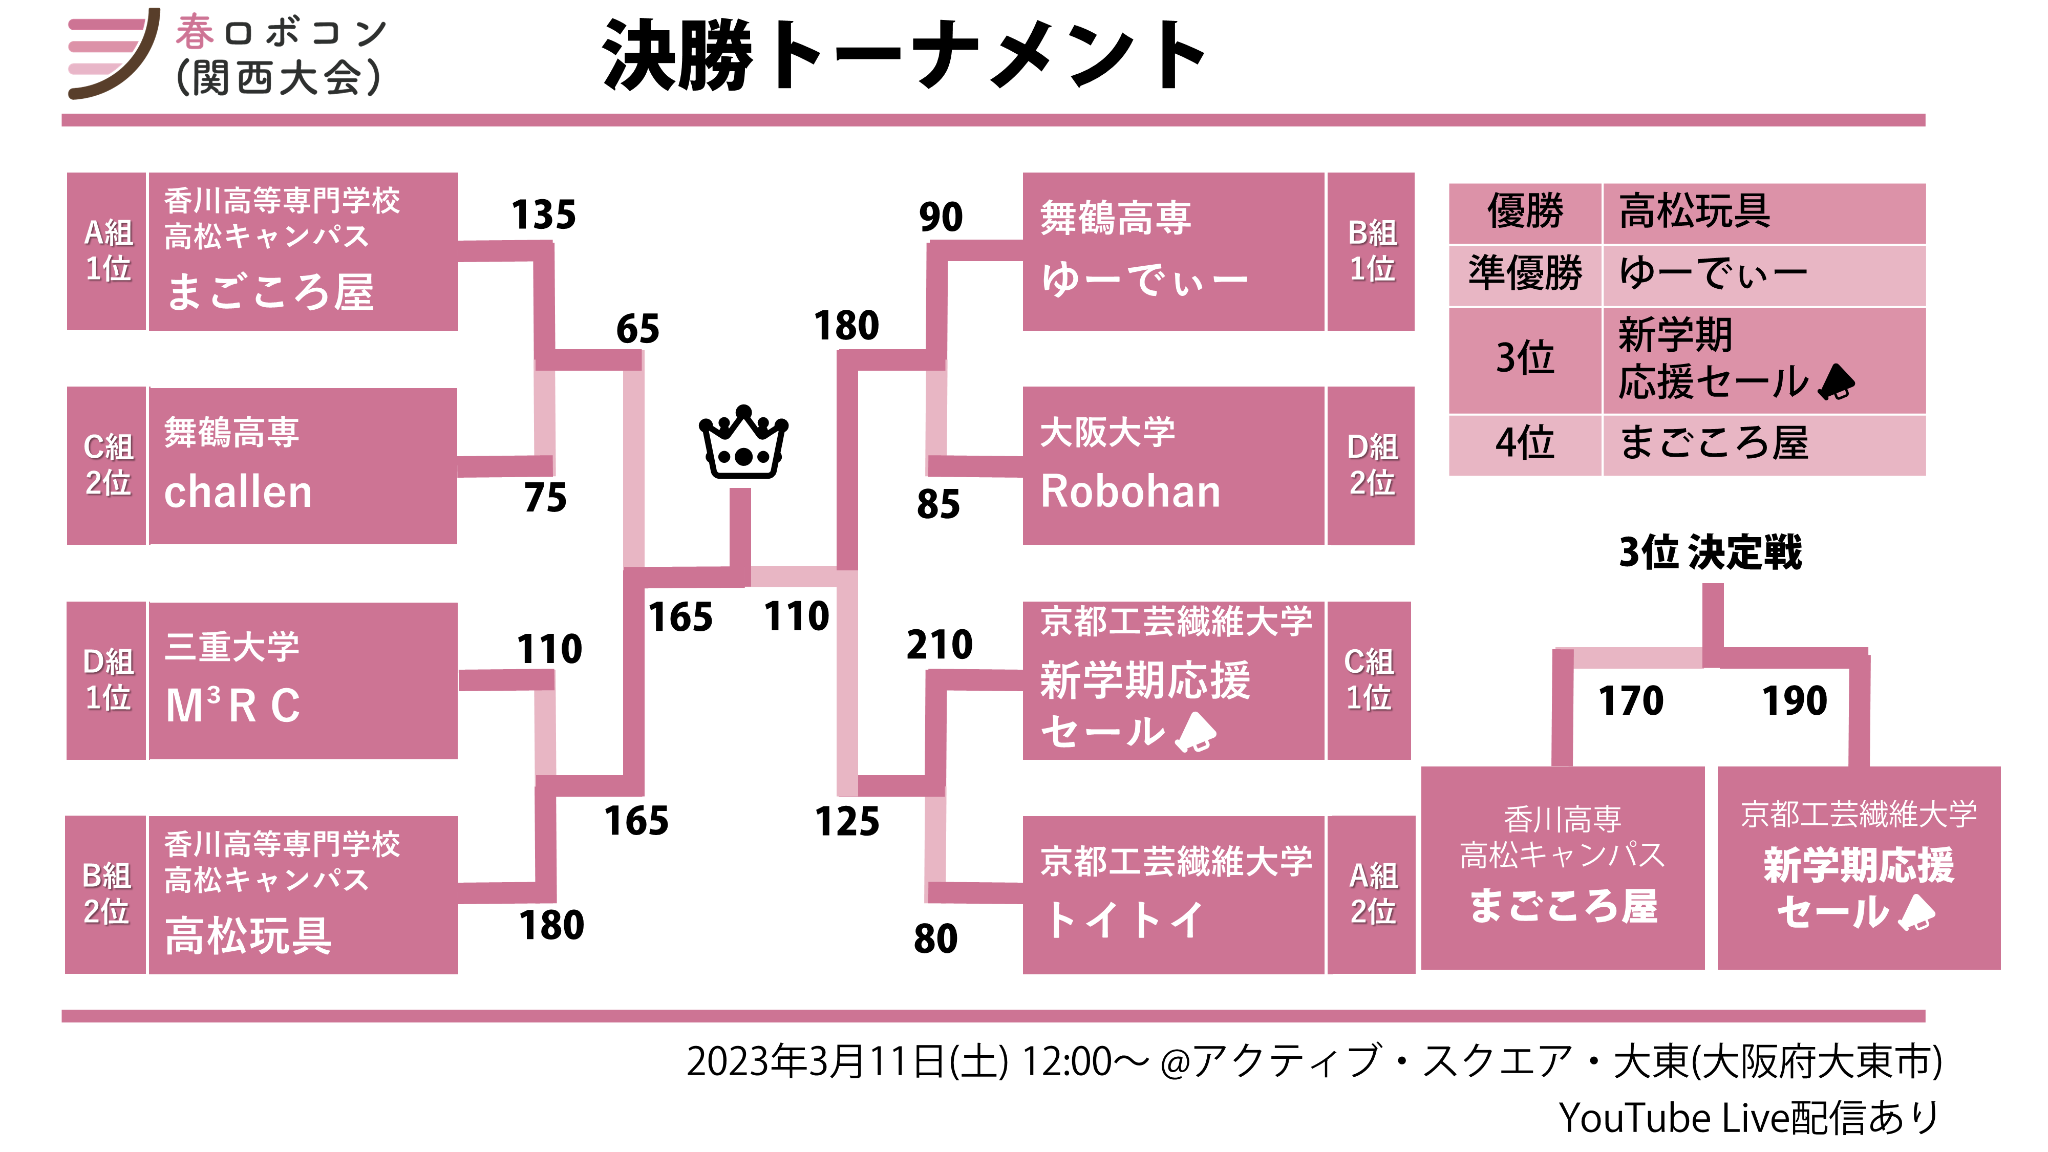 春ロボコン
(関西大会)
決勝トーナメント
A組
1位
香川高等専門学校
高松キャンパス
まごころ屋
135
C組
2位
舞鶴高専
challen
75
65
D組
1位
三重大学
M³RC
110
B組
2位
香川高等専門学校
高松キャンパス
高松玩具
180
165
165
110
90
舞鶴高専
ゆーでぃー
B組
1位
180
大阪大学
Robohan
D組
2位
85
210
京都工芸繊維大学
新学期応援
セール
C組
1位
125
京都工芸繊維大学
トイトイ
A組
2位
80
優勝 高松玩具
準優勝 ゆーでぃー
3位 新学期
応援セール
4位 まごころ屋
3位 決定戦
170
190
香川高専
高松キャンパス
まごころ屋
京都工芸繊維大学
新学期応援
セール
2023年3月11日(土) 12:00～ @アクティブ・スクエア・大東(大阪府大東市)
YouTube Live配信あり